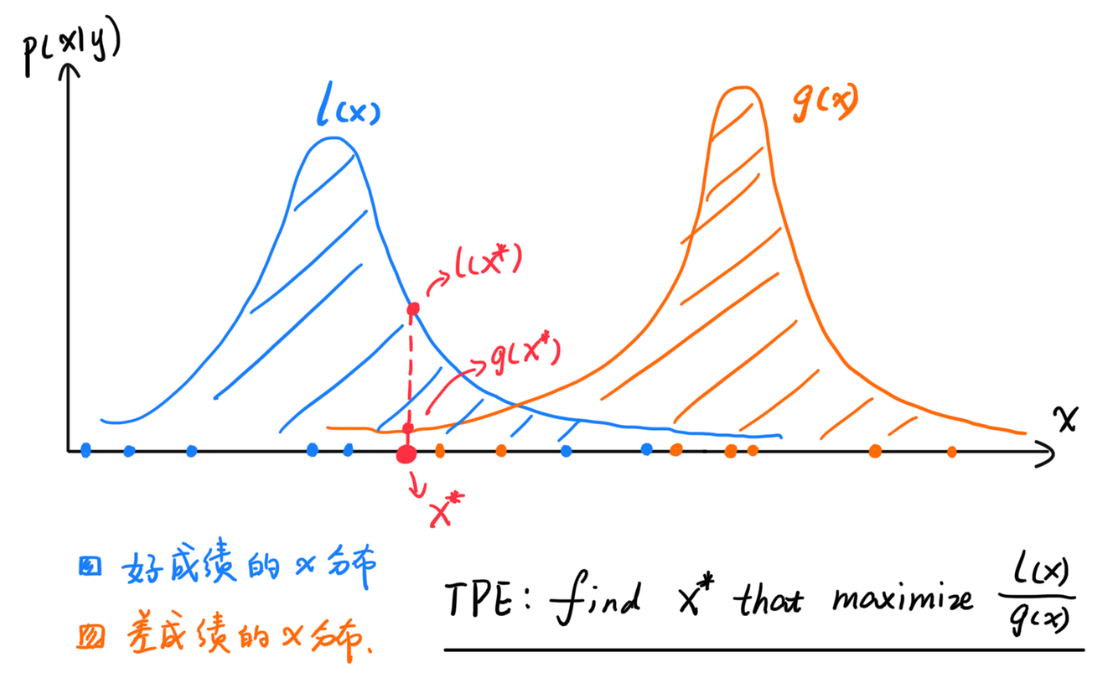 p(x|y)
l(x)
g(x)
l(x*)
g(x*)
x
x*
好成绩的x分布
差成绩的x分布.
TPE: find x* that maximize l(x)/g(x)